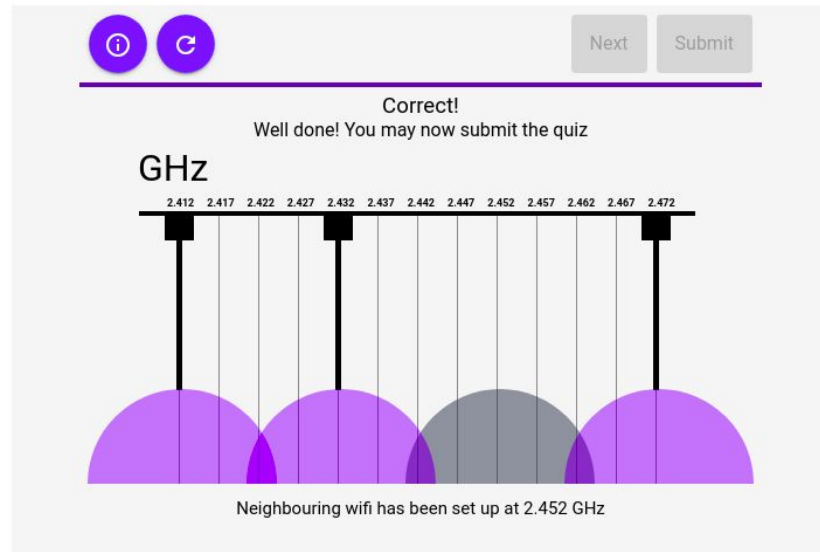 Next Submit
Correct!
Well done! You may now submit the quiz
GHz
2.412 2.417 2.422 2.427 2.432 2.437 2.442 2.447 2.452 2.457 2.462 2.467 2.472
Neighbouring wifi has been set up at 2.452 GHz